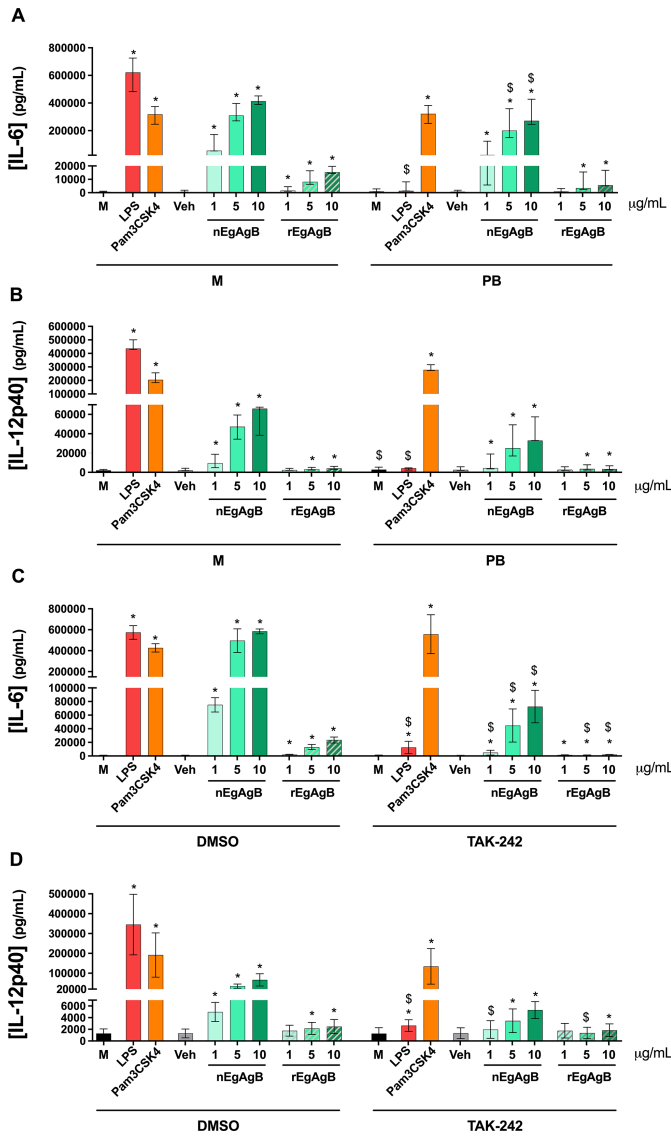 A
[IL-6] (pg/mL)
800000
600000
400000
200000
20000
10000
0
* * * * * * * * $ * * $ * $ * * *
M LPS Pam3CSK4 Veh 1 5 10 1 5 10 M LPS Pam3CSK4 Veh 1 5 10 1 5 10 μg/mL
nEgAgB rEgAgB nEgAgB rEgAgB
M PB
B
[IL-12p40] (pg/mL)
600000
500000
400000
300000
200000
100000
60000
40000
20000
0
* * * * * * * $ $ * * * * * *
M LPS Pam3CSK4 Veh 1 5 10 1 5 10 M LPS Pam3CSK4 Veh 1 5 10 1 5 10 μg/mL
nEgAgB rEgAgB nEgAgB rEgAgB
M PB
C
[IL-6] (pg/mL)
800000
600000
400000
200000
100000
80000
60000
40000
20000
0
* * * * * * * * $ * * $ * $ * $ * * $ * $ *
M LPS Pam3CSK4 Veh 1 5 10 1 5 10 M LPS Pam3CSK4 Veh 1 5 10 1 5 10 μg/mL
nEgAgB rEgAgB nEgAgB rEgAgB
DMSO TAK-242
D
[IL-12p40] (pg/mL)
500000
400000
300000
200000
100000
20000
6000
4000
2000
0
* * * * * * * $ * * $ * * $ *
M LPS Pam3CSK4 Veh 1 5 10 1 5 10 M LPS Pam3CSK4 Veh 1 5 10 1 5 10 μg/mL
nEgAgB rEgAgB nEgAgB rEgAgB
DMSO TAK-242